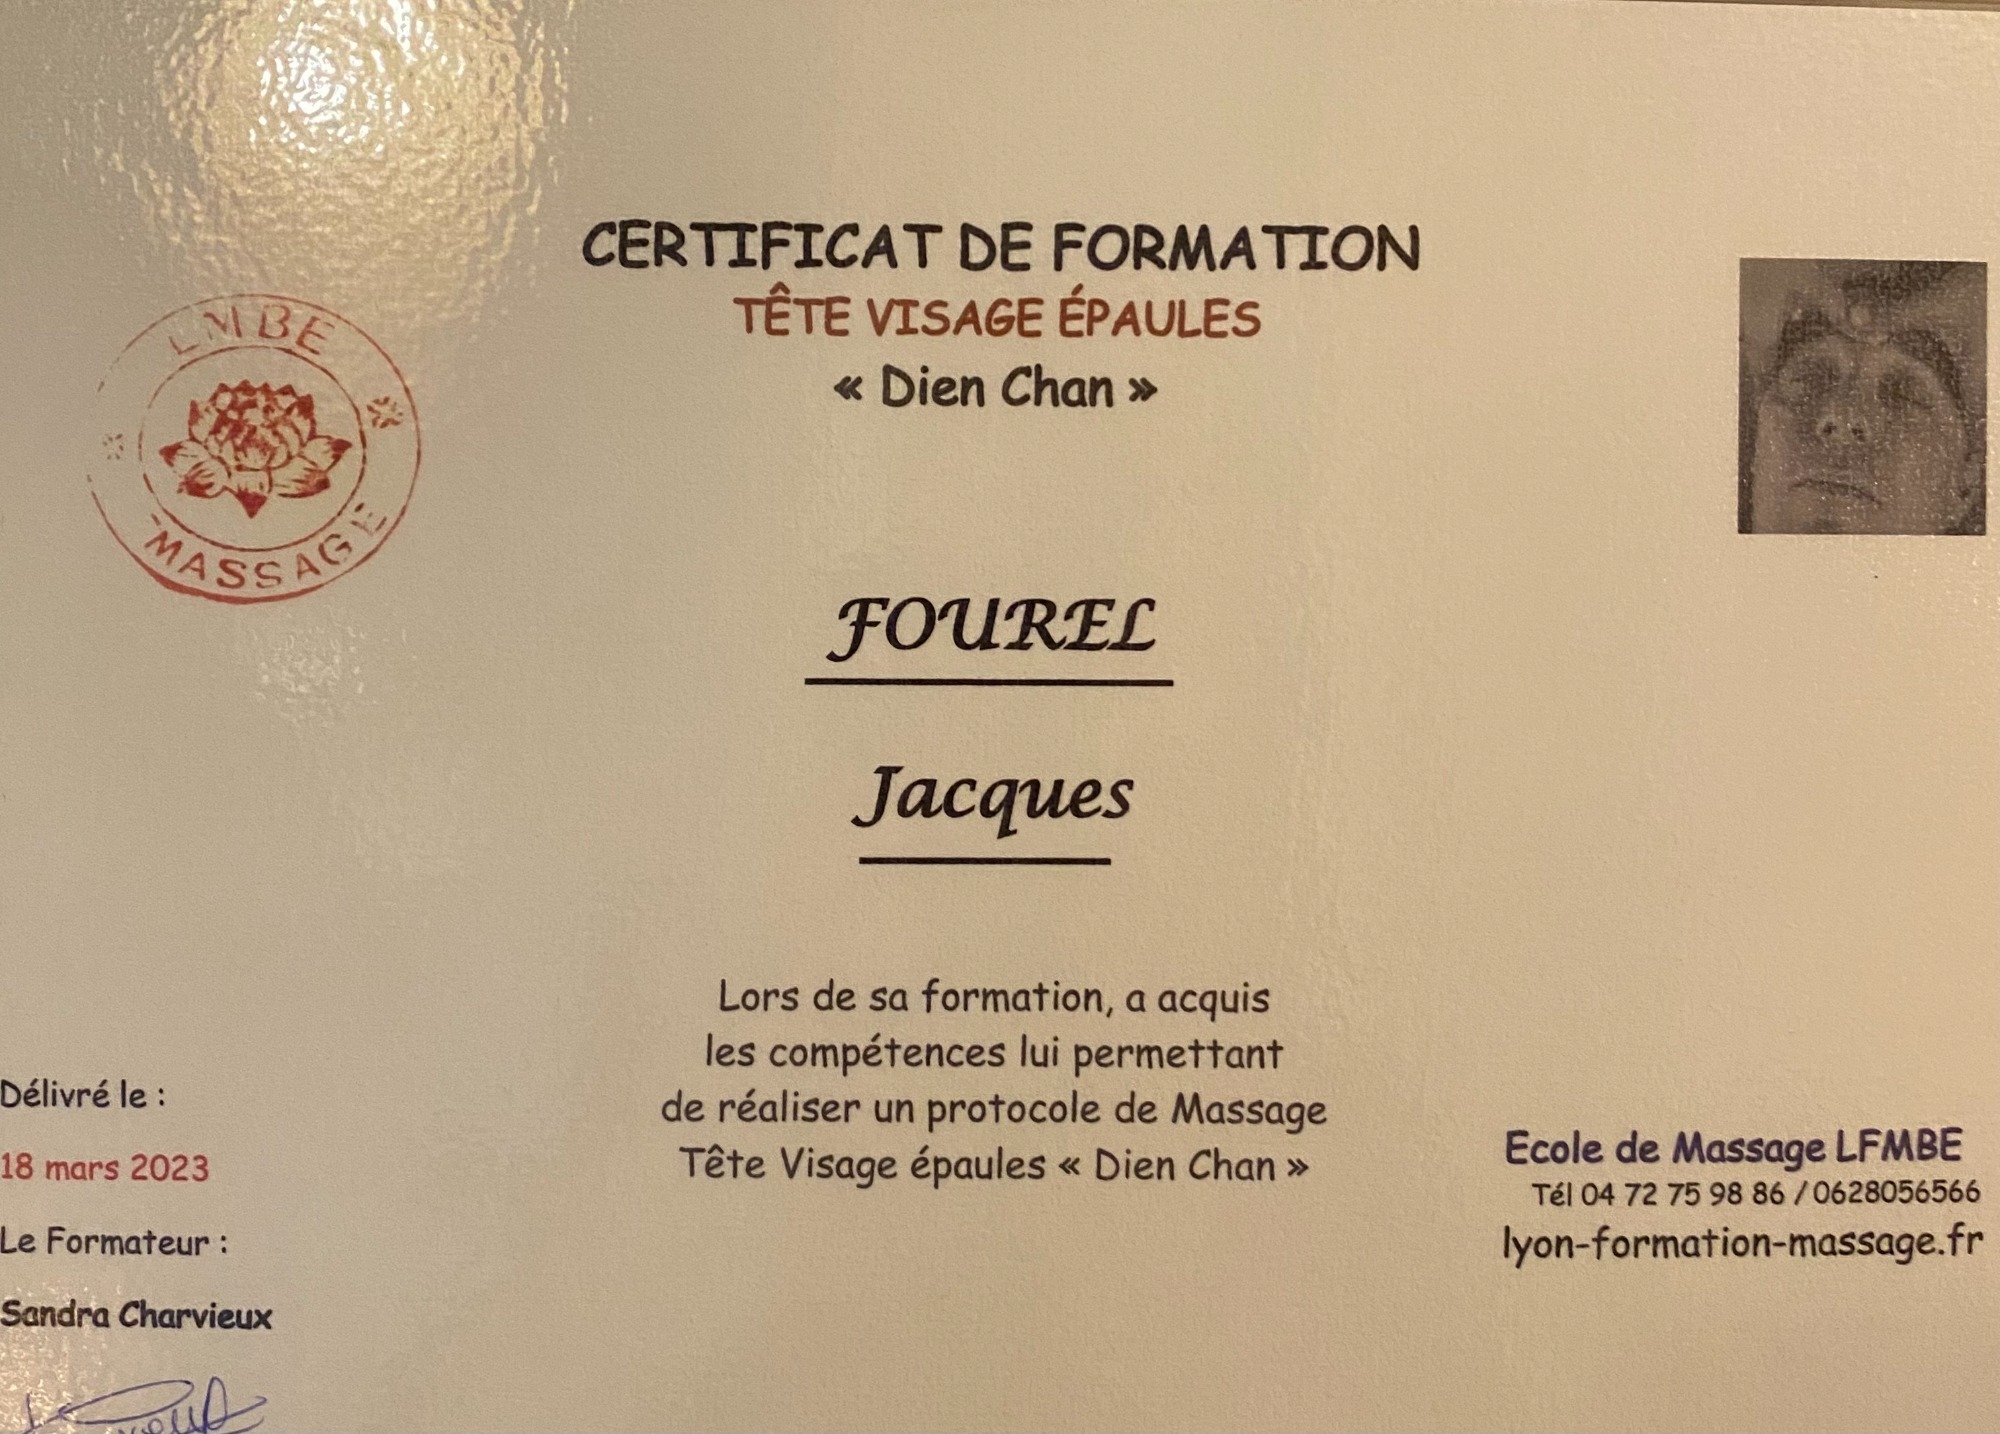 CERTIFICAT DE FORMATION
TÊTE VISAGE ÉPAULES
« Dien Chan »
LMBE
-MASSAGE
FOUREL
Jacques
Lors de sa formation, a acquis
les compétences lui permettant
de réaliser un protocole de Massage
Tête Visage épaules « Dien Chan »
Délivré le :
18 mars 2023
Le Formateur :
Sandra Charvieux
Ecole de Massage LFMBE
Tél 04 72 75 98 86 / 0628056566
lyon-formation-massage.fr